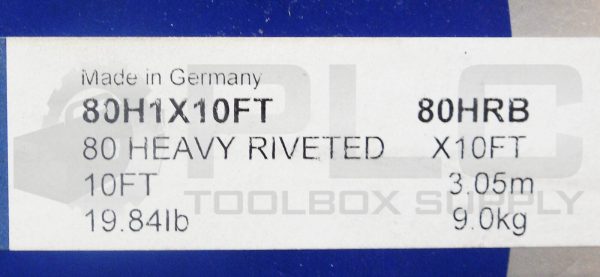 Made in Germany
80H1X10FT 80HRB
80 HEAVY RIVETED X10FT
10FT 3.05m
19.84lb 9.0kg
PLC
TOOLBOX SUPPLY